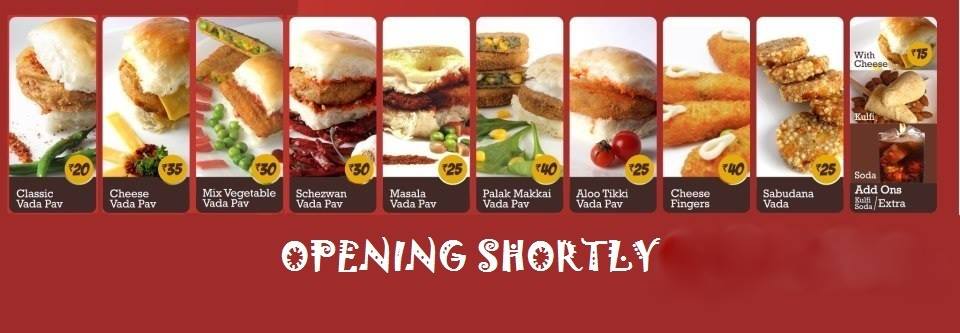 ₹20
Classic
Vada Pav
₹35
Cheese
Vada Pav
₹30
Mix Vegetable
Vada Pav
₹30
Schezwan
Vada Pav
₹25
Masala
Vada Pav
₹40
Palak Makkai
Vada Pav
₹25
Aloo Tikki
Vada Pav
₹40
Cheese
Fingers
₹25
Sabudana
Vada
₹15
With
Cheese
Kulfi
Soda
Add Ons
Kulfi
Soda/Extra
OPENING SHORTLY